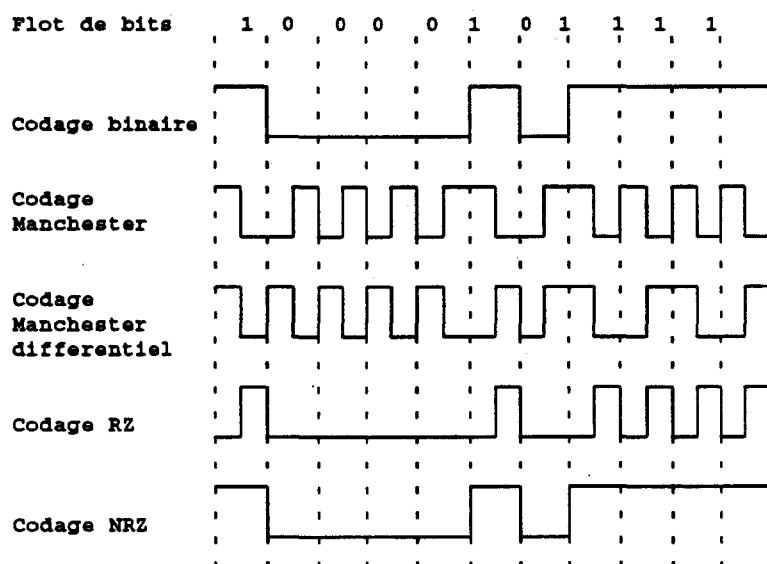 Flot de bits 1 0 0 0 0 1 0 1 1 1 1
Codage binaire
Codage
Manchester
Codage
Manchester
differentiel
Codage RZ
Codage NRZ